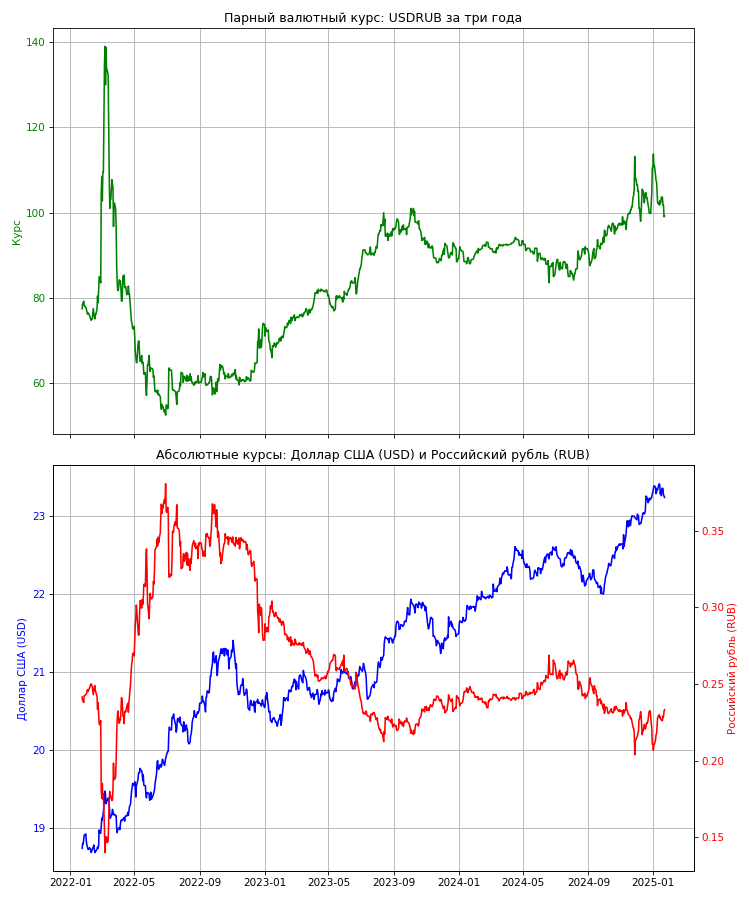 Парный валютный курс: USDRUB за три года
140
120
100
80
60
Курс
Абсолютные курсы: Доллар США (USD) и Российский рубль (RUB)
23
22
21
20
19
Доллар США (USD)
0.35
0.30
0.25
0.20
0.15
Российский рубль (RUB)
2022-01 2022-05 2022-09 2023-01 2023-05 2023-09 2024-01 2024-05 2024-09 2025-01